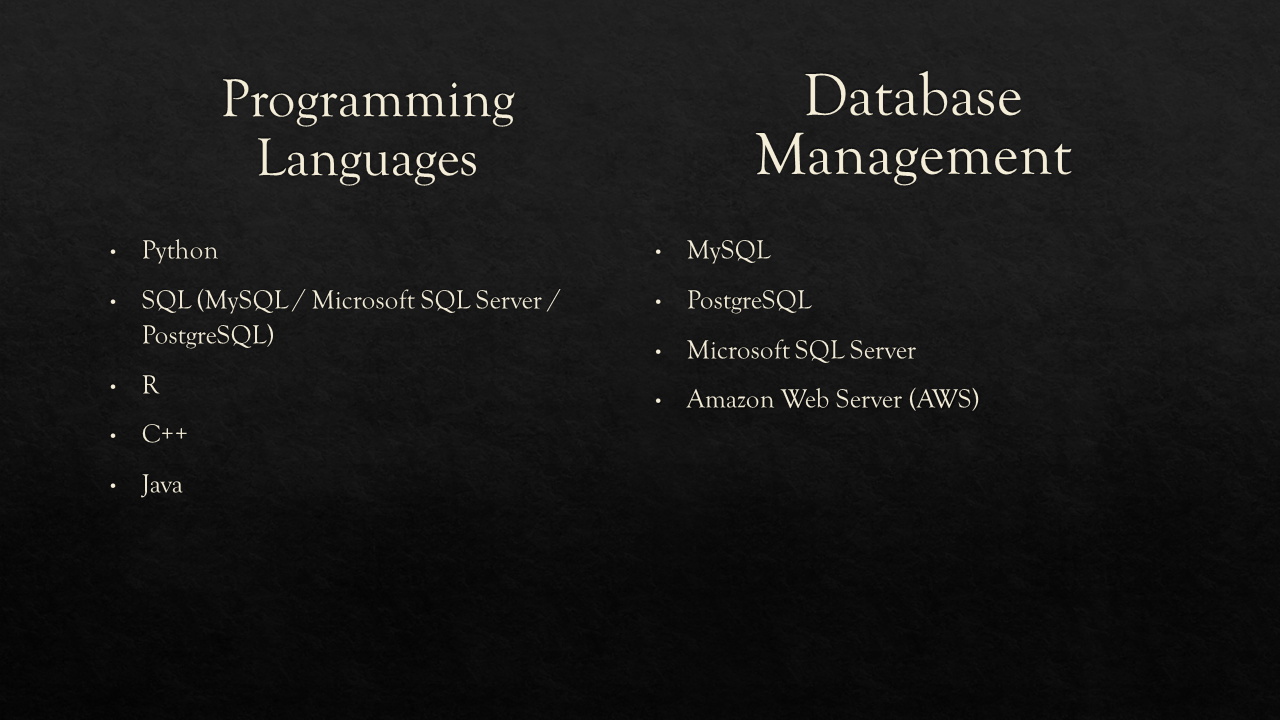 Programming
Languages
• Python
• SQL (MySQL / Microsoft SQL Server /
PostgreSQL)
• R
• C++
• Java
Database
Management
• MySQL
• PostgreSQL
• Microsoft SQL Server
• Amazon Web Server (AWS)